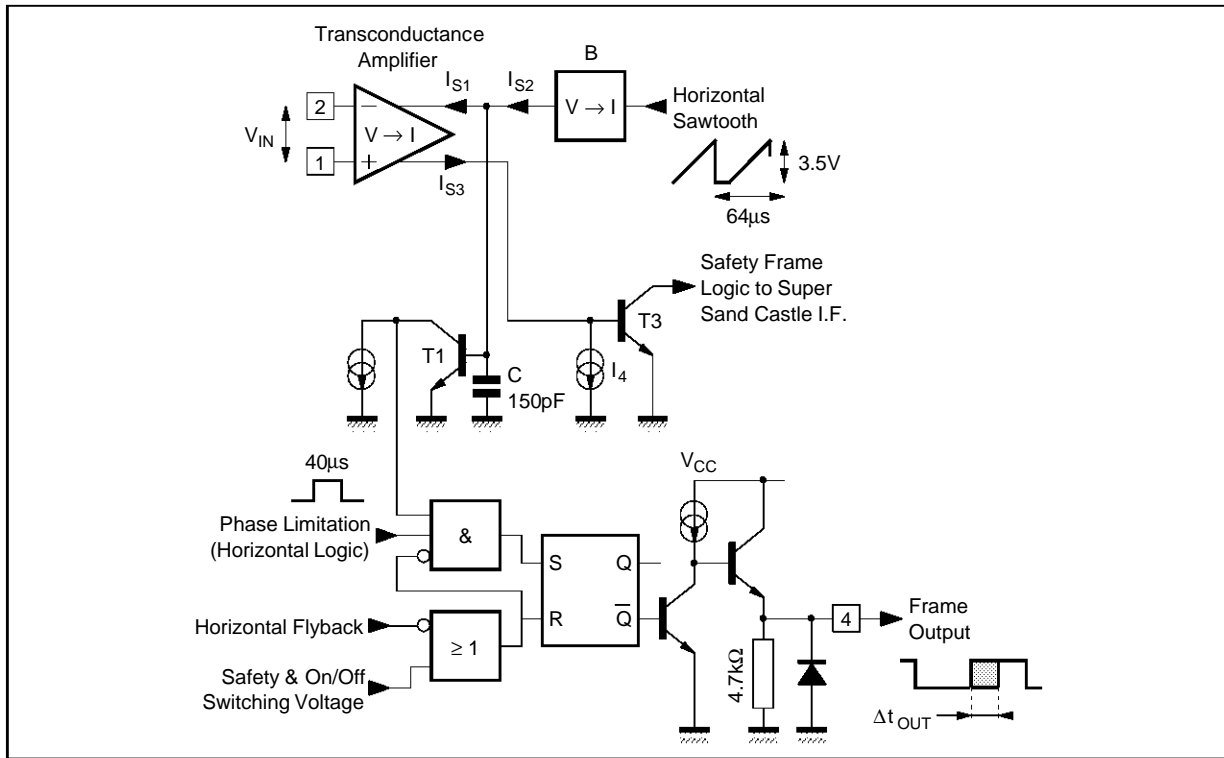 Transconductance
Amplifier
B
I_S1
I_S2
2
−
V → I
V → I
Horizontal
Sawtooth
V_IN
1
+
I_S3
3.5V
64µs
Safety Frame
Logic to Super
Sand Castle I.F.
T3
T1
C
150pF
I_4
40µs
V_CC
Phase Limitation
(Horizontal Logic)
&
S
Q
R
Q̅
Horizontal Flyback
≥ 1
4
Frame
Output
Safety & On/Off
Switching Voltage
4.7kΩ
Δt_OUT